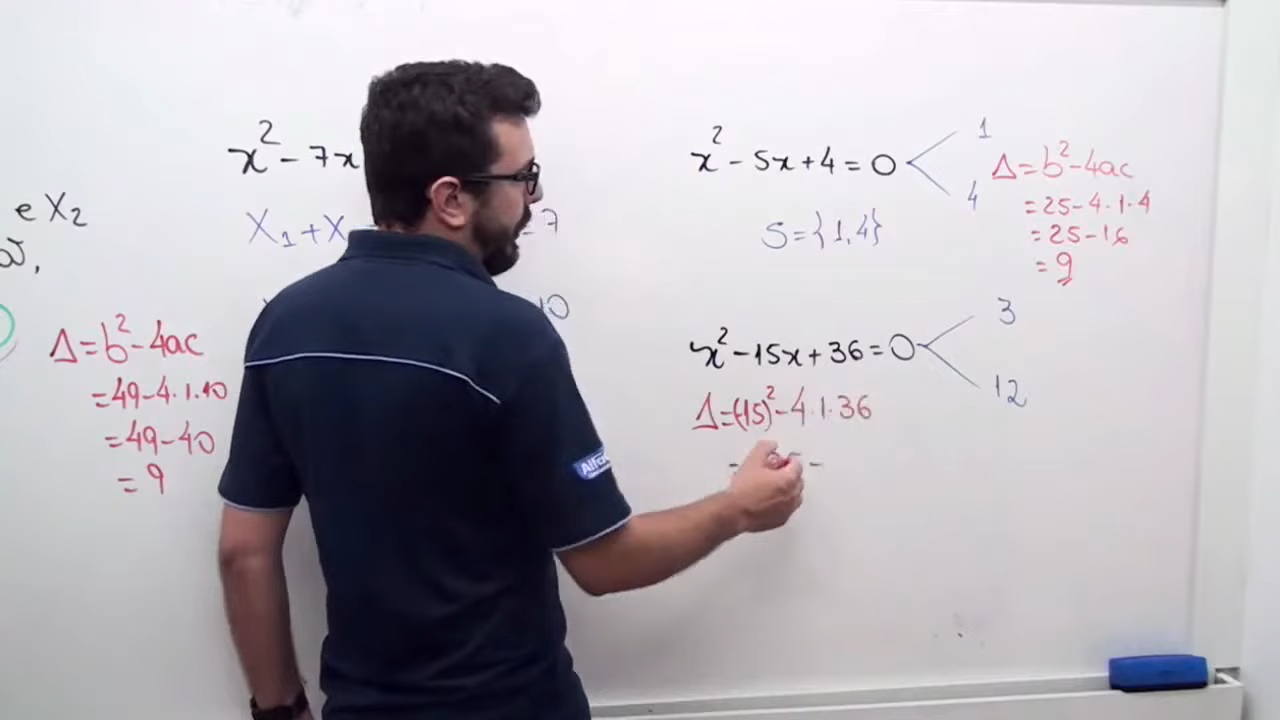 e X₂
x² - 7x
X₁ + X
= 7
10
Δ = b² - 4ac
= 49 - 4·1·10
= 49 - 40
= 9
x² - 5x + 4 = 0
1
4
S = {1,4}
Δ = b² - 4ac
= 25 - 4·1·4
= 25 - 16
= 9
x² - 15x + 36 = 0
3
12
Δ = (-15)² - 4·1·36